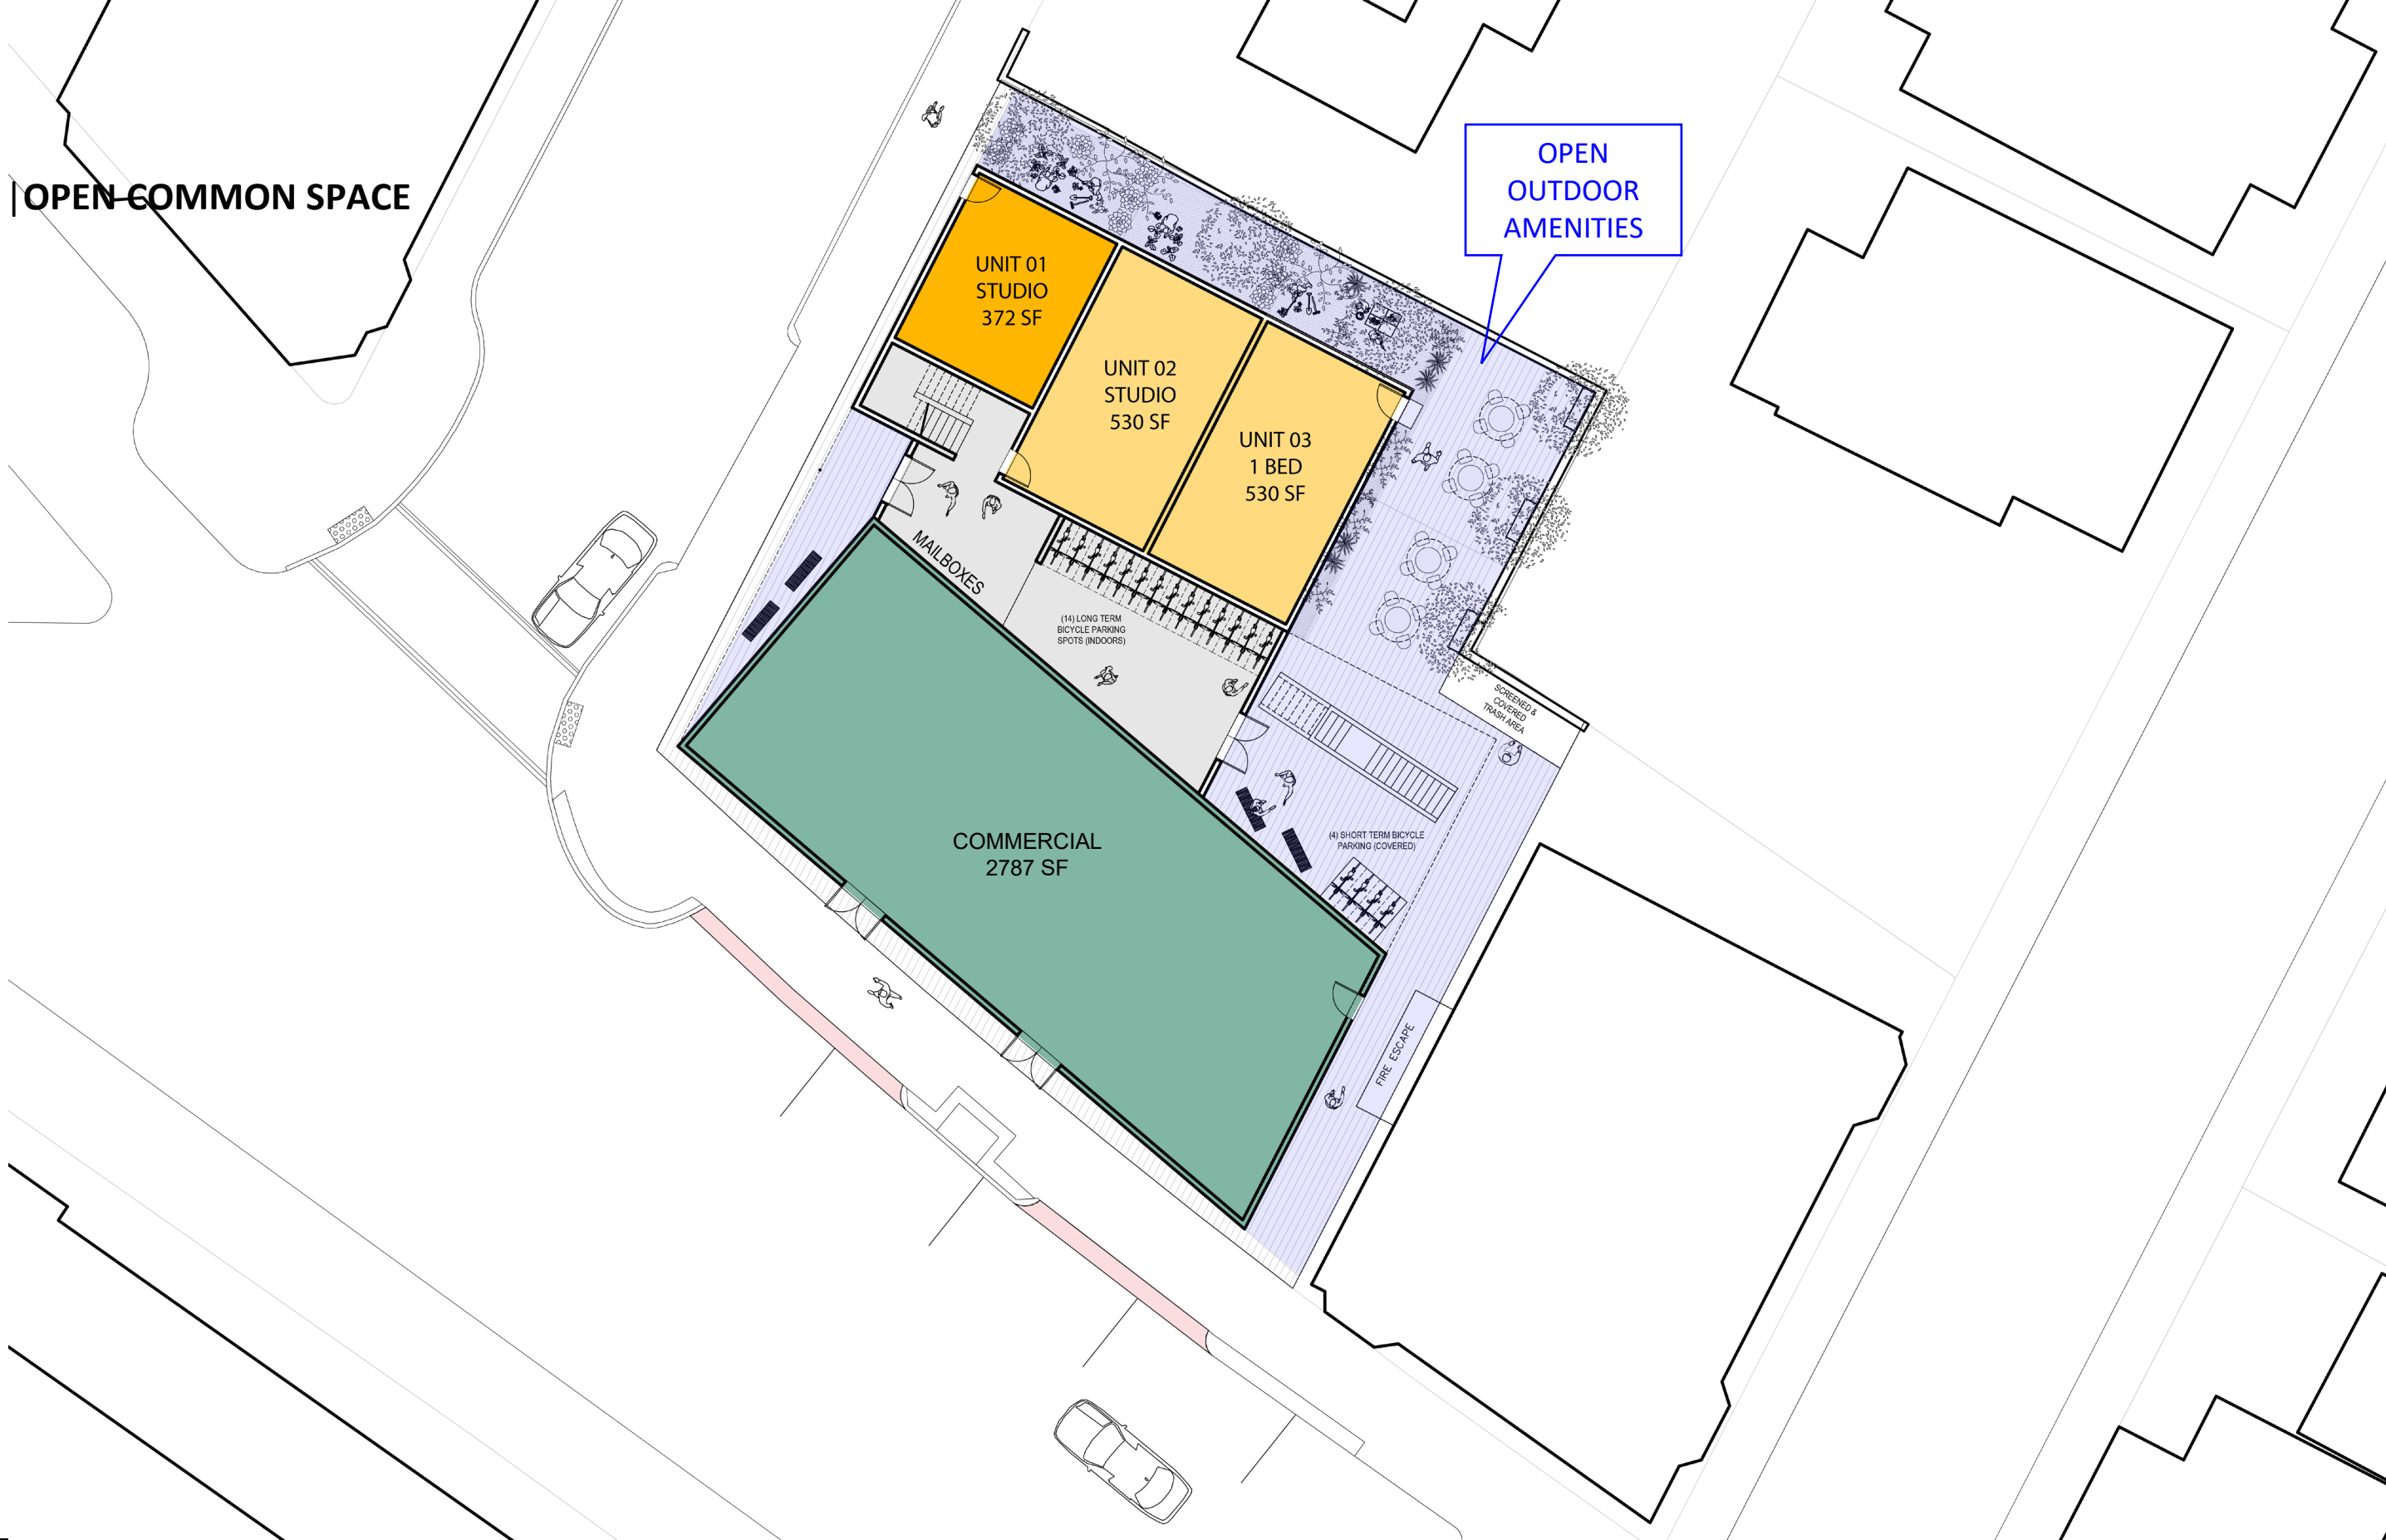 | OPEN COMMON SPACE
OPEN
OUTDOOR
AMENITIES
UNIT 01
STUDIO
372 SF
UNIT 02
STUDIO
530 SF
UNIT 03
1 BED
530 SF
MAILBOXES
(14) LONG TERM
BICYCLE PARKING
SPOTS (INDOORS)
SCREENED &
COVERED
TRASH AREA
(4) SHORT TERM BICYCLE
PARKING (COVERED)
COMMERCIAL
2787 SF
FIRE ESCAPE